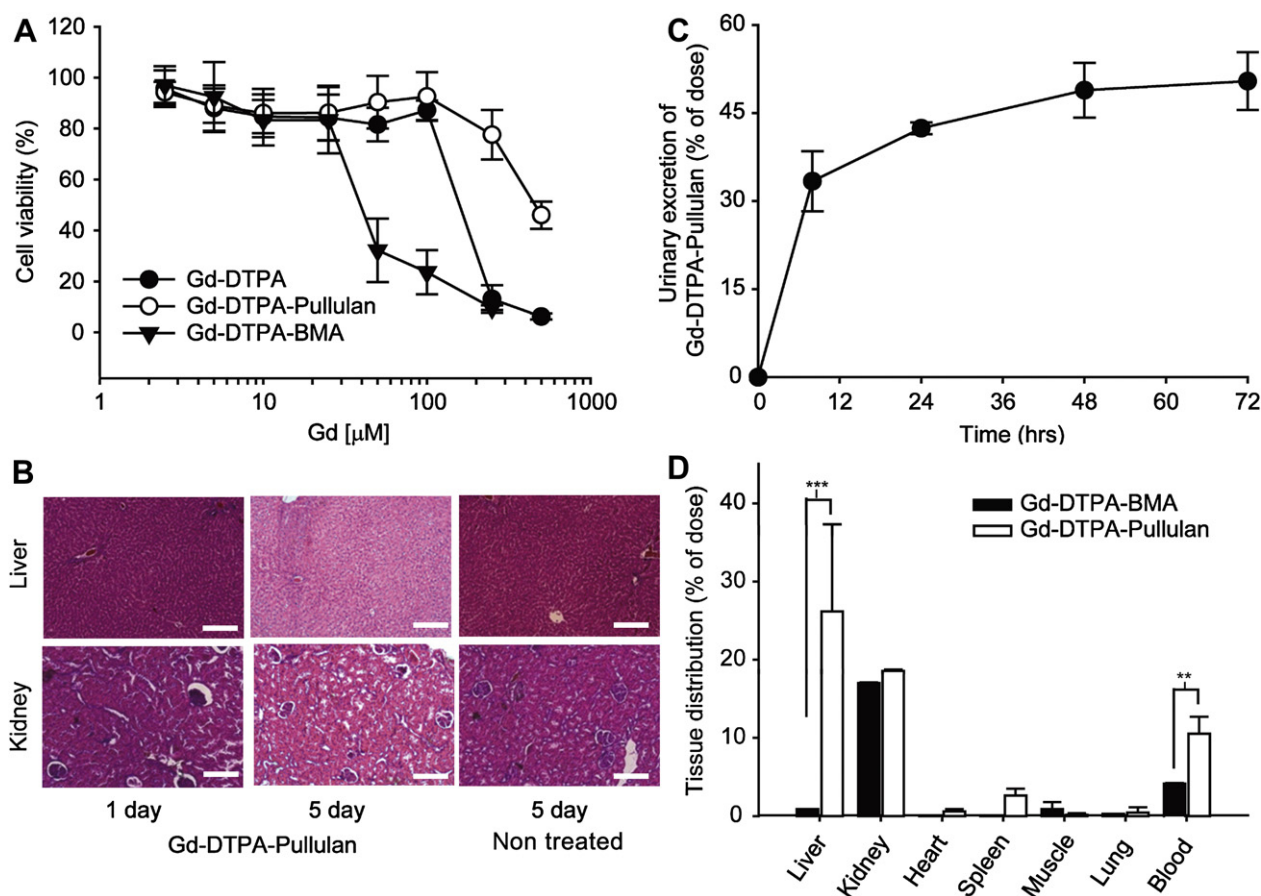 A
120
100
80
60
40
20
0
Cell viability (%)
Gd-DTPA
Gd-DTPA-Pullulan
Gd-DTPA-BMA
1 10 100 1000
Gd [μM]
C
60
45
30
15
0
Urinary excretion of
Gd-DTPA-Pullulan (% of dose)
0 12 24 36 48 60 72
Time (hrs)
B
Liver
Kidney
1 day 5 day 5 day
Gd-DTPA-Pullulan Non treated
D
40
30
20
10
0
Tissue distribution (% of dose)
***
**
Gd-DTPA-BMA
Gd-DTPA-Pullulan
Liver Kidney Heart Spleen Muscle Lung Blood